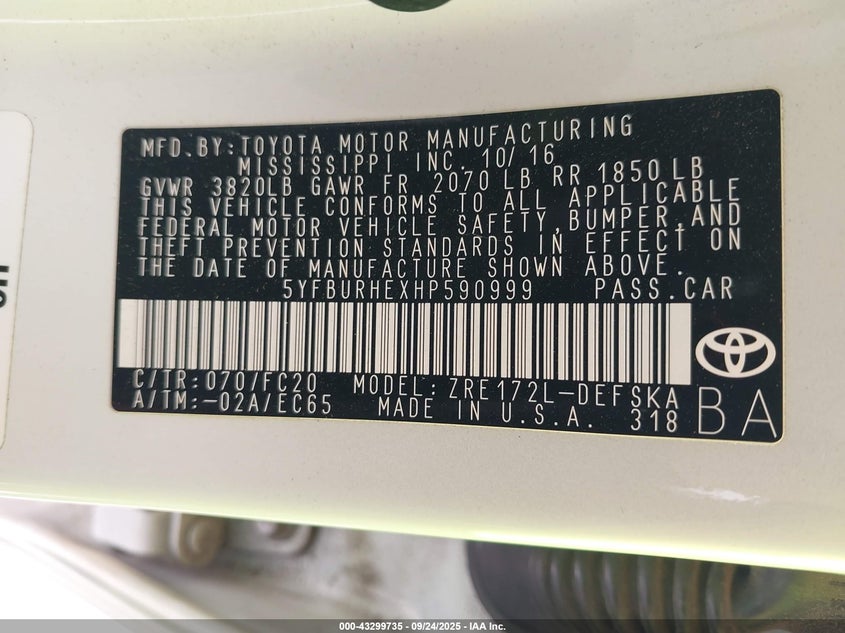 MFD. BY: TOYOTA MOTOR MANUFACTURING
MISSISSIPPI INC. 10/16
GVWR 3820LB GAWR FR 2070 LB RR 1850 LB
THIS VEHICLE CONFORMS TO ALL APPLICABLE
FEDERAL MOTOR VEHICLE SAFETY, BUMPER, AND
THEFT PREVENTION STANDARDS IN EFFECT ON
THE DATE OF MANUFACTURE SHOWN ABOVE.
5YFBURHEXHP590999 PASS. CAR
C/TR: 070/FC20 MODEL: ZRE172L-DEFSKA
A/TM: -02A/EC65 MADE IN U.S.A. 318
BA
000-43299735 - 09/24/2025 - IAA Inc.